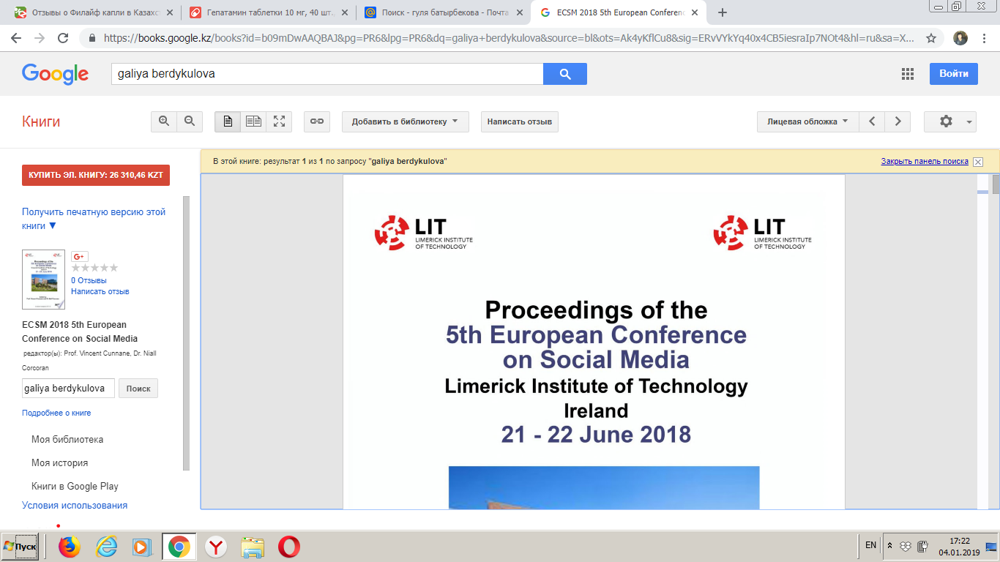 Отзывы о Филайф капли в Казахст
Гепатамин таблетки 10 мг, 40 шт.,
Поиск - гуля батырбекова - Почта
ECSM 2018 5th European Conferenc
https://books.google.kz/books?id=b09mDwAAQBAJ&pg=PR6&lpg=PR6&dq=galiya+berdykulova&source=bl&ots=Ak4yKflCu8&sig=ERvVYkYq40x4CB5iesraIp7NOt4&hl=ru&sa=X...
Google
galiya berdykulova
Войти
Книги
Добавить в библиотеку
Написать отзыв
Лицевая обложка
В этой книге: результат 1 из 1 по запросу "galiya berdykulova"
Закрыть панель поиска
КУПИТЬ ЭЛ. КНИГУ: 26 310,46 KZT
Получить печатную версию этой
книги ▼
G+
0 Отзывы
Написать отзыв
ECSM 2018 5th European
Conference on Social Media
редактор(ы): Prof. Vincent Cunnane, Dr. Niall
Corcoran
galiya berdykulova
Поиск
Подробнее о книге
Моя библиотека
Моя история
Книги в Google Play
Условия использования
LIT
LIMERICK INSTITUTE
OF TECHNOLOGY
LIT
LIMERICK INSTITUTE
OF TECHNOLOGY
Proceedings of the
5th European Conference
on Social Media
Limerick Institute of Technology
Ireland
21 - 22 June 2018
Пуск
EN
17:22
04.01.2019